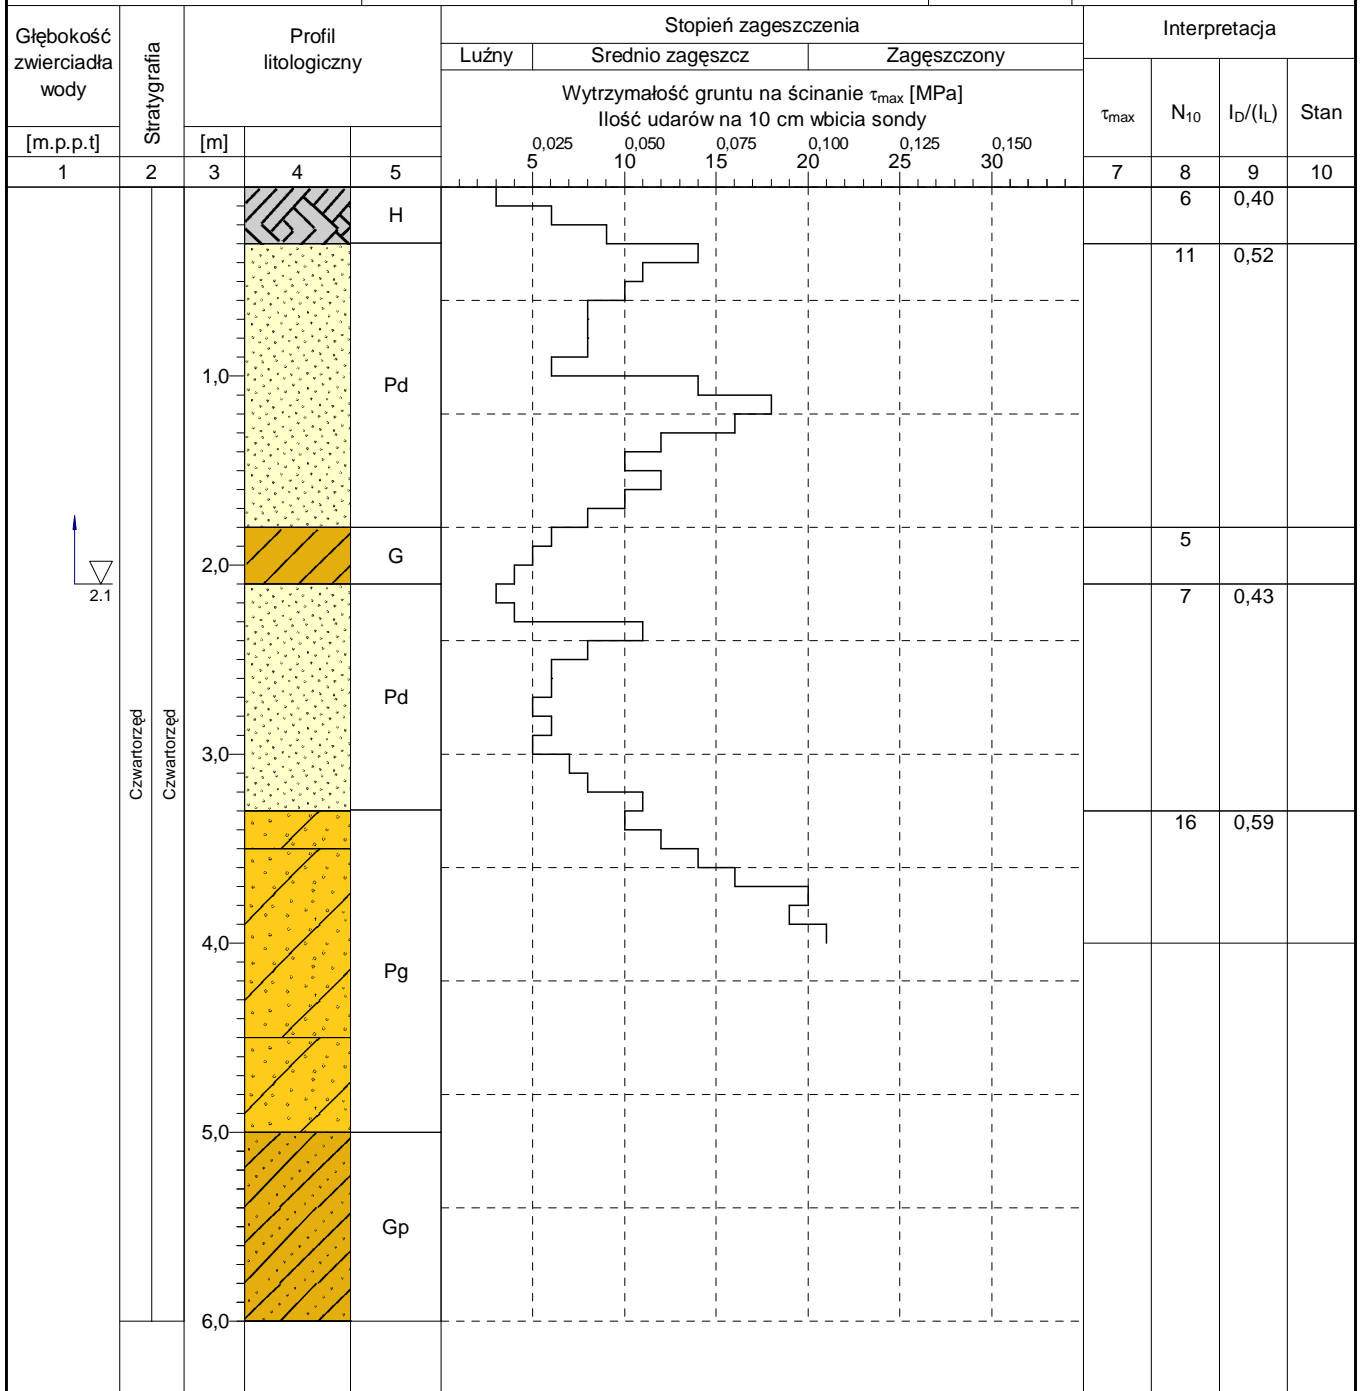 Głębokość
zwierciadła
wody
[m.p.p.t]
Stratygrafia
Profil
litologiczny
[m]
Stopień zageszczenia
Luźny
Srednio zagęszcz
Zagęszczony
Wytrzymałość gruntu na ścinanie τmax [MPa]
Ilość udarów na 10 cm wbicia sondy
0,025 0,050 0,075 0,100 0,125 0,150
5 10 15 20 25 30
Interpretacja
τmax N10 ID/(IL) Stan
1 2 3 4 5 7 8 9 10
H 6 0,40
11 0,52
1,0 Pd
G 5
2,0
2.1
7 0,43
Pd
Czwartorzęd
Czwartorzęd
3,0
16 0,59
4,0
Pg
5,0
Gp
6,0